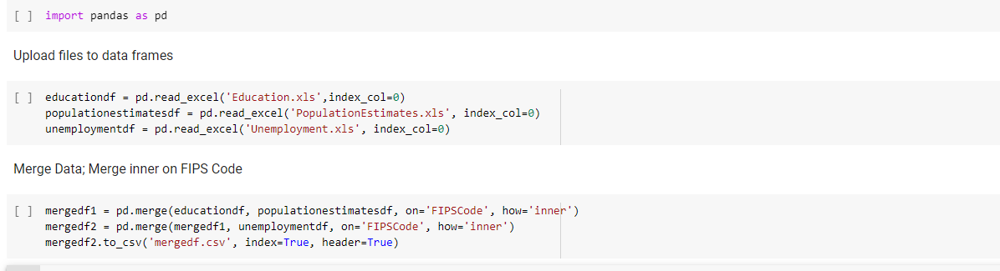 [ ] import pandas as pd
Upload files to data frames
[ ] educationdf = pd.read_excel('Education.xls',index_col=0)
populationestimatesdf = pd.read_excel('PopulationEstimates.xls', index_col=0)
unemploymentdf = pd.read_excel('Unemployment.xls', index_col=0)
Merge Data; Merge inner on FIPS Code
[ ] mergedf1 = pd.merge(educationdf, populationestimatesdf, on='FIPSCode', how='inner')
mergedf2 = pd.merge(mergedf1, unemploymentdf, on='FIPSCode', how='inner')
mergedf2.to_csv('mergedf.csv', index=True, header=True)